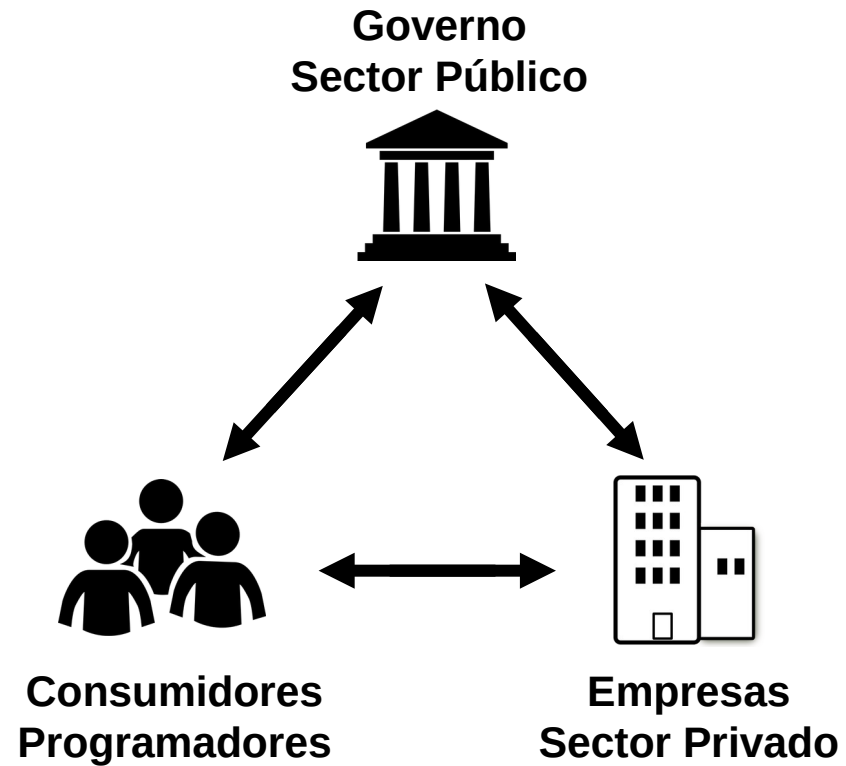 Governo
Sector Público
Consumidores
Programadores
Empresas
Sector Privado